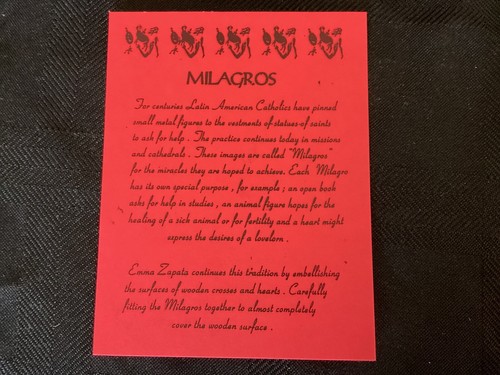 MILAGROS
For centuries Latin American Catholics have pinned
small metal figures to the vestments of statues of saints
to ask for help . The practice continues today in missions
and cathedrals . These images are called "Milagros"
for the miracles they are hoped to achieve. Each Milagro
has its own special purpose , for example ; an open book
asks for help in studies , an animal figure hopes for the
healing of a sick animal or for fertility and a heart might
express the desires of a lovelorn .
Emma Zapata continues this tradition by embellishing
the surfaces of wooden crosses and hearts . Carefully
fitting the Milagros together to almost completely
cover the wooden surface .